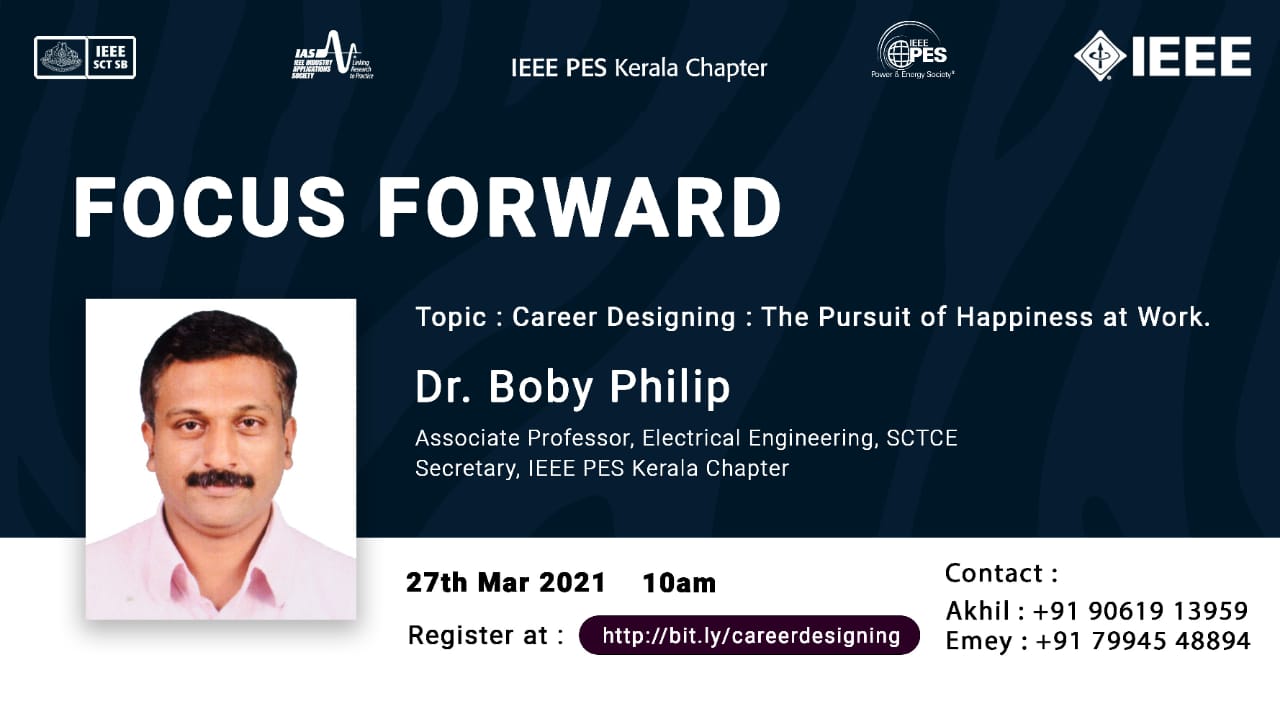 IEEE
SCT SB
IAS
IEEE INDUSTRY
APPLICATIONS
SOCIETY
Linking
Research
to Practice
IEEE PES Kerala Chapter
IEEE
PES
Power & Energy Society®
IEEE
FOCUS FORWARD
Topic : Career Designing : The Pursuit of Happiness at Work.
Dr. Boby Philip
Associate Professor, Electrical Engineering, SCTCE
Secretary, IEEE PES Kerala Chapter
27th Mar 2021 10am
Register at : http://bit.ly/careerdesigning
Contact :
Akhil : +91 90619 13959
Emey : +91 79945 48894